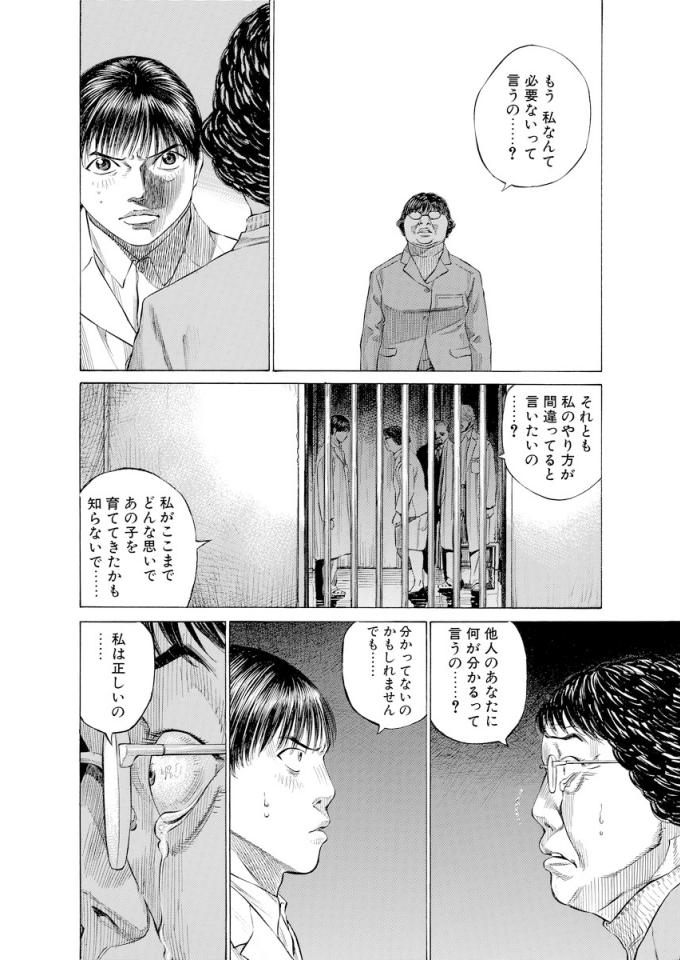 もう 私なんて
必要ないって
言うの……?
それとも
私のやり方が
間違ってると
言いたいの
……?
私がここまで
どんな思いで
あの子を
育ててきたかも
知らないで……
他人のあなたに
何が分かるって
言うの……?
分かってないの
かもしれません
でも……
私は正しいの
……